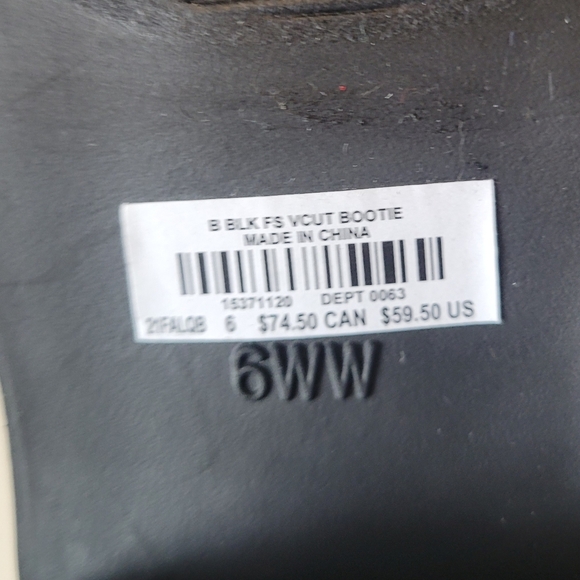 B BLK FS VCUT BOOTIE
MADE IN CHINA
15371120 DEPT 0063
21FALQB 6 $74.50 CAN $59.50 US
6WW